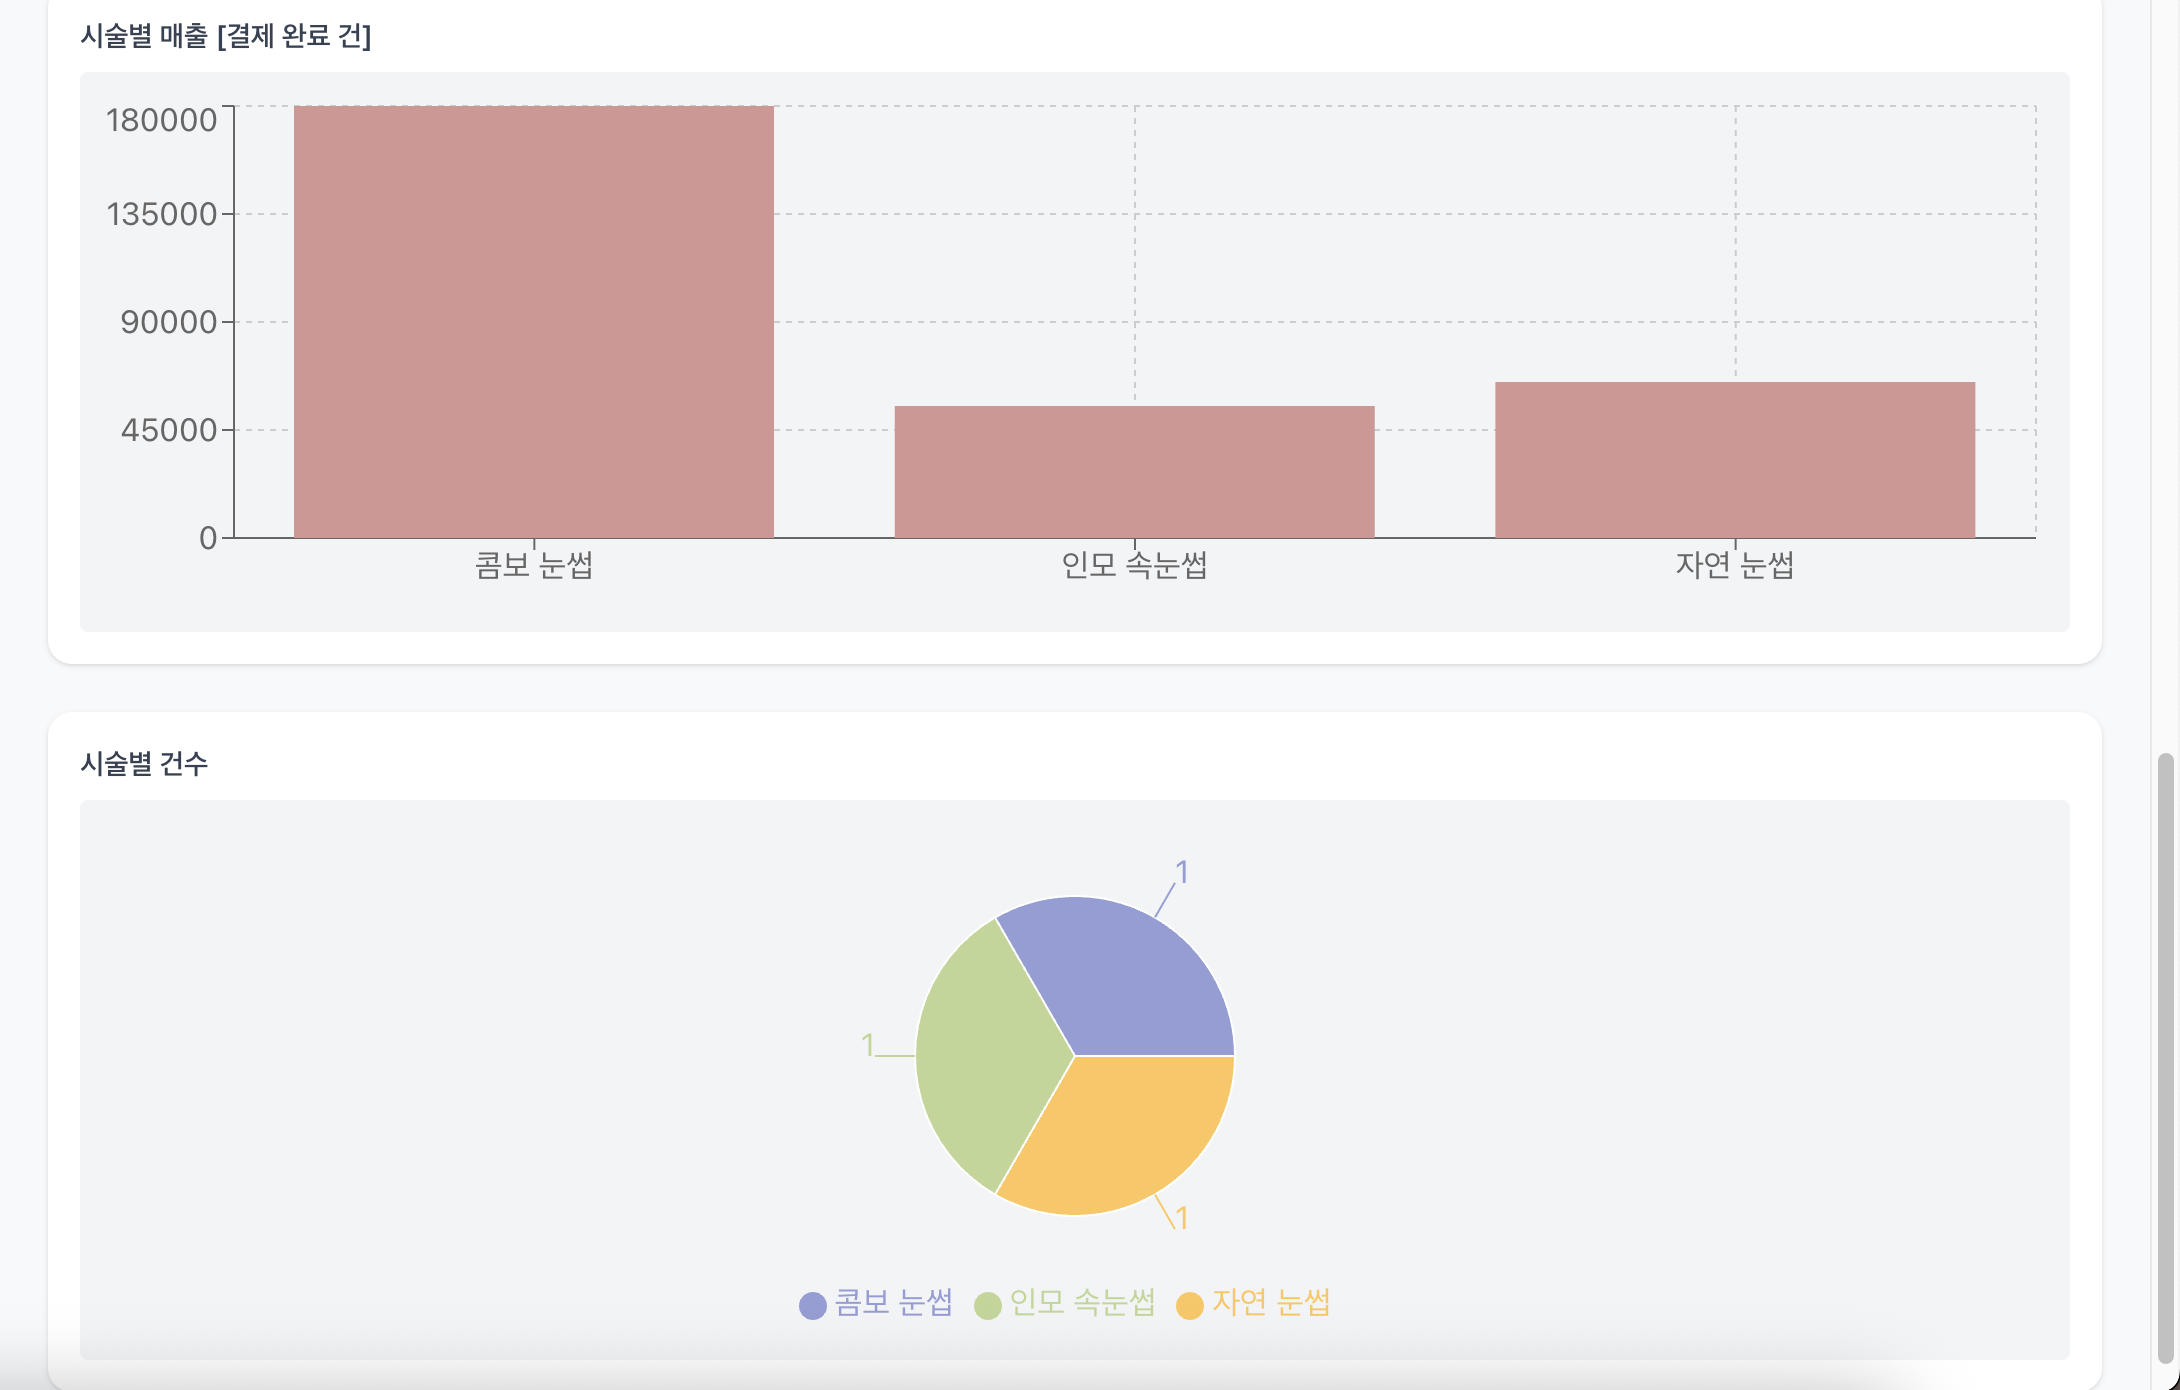 시술별 매출 [결제 완료 건]
180000
135000
90000
45000
0
콤보 눈썹 인모 속눈썹 자연 눈썹
시술별 건수
1
1
1
콤보 눈썹 인모 속눈썹 자연 눈썹